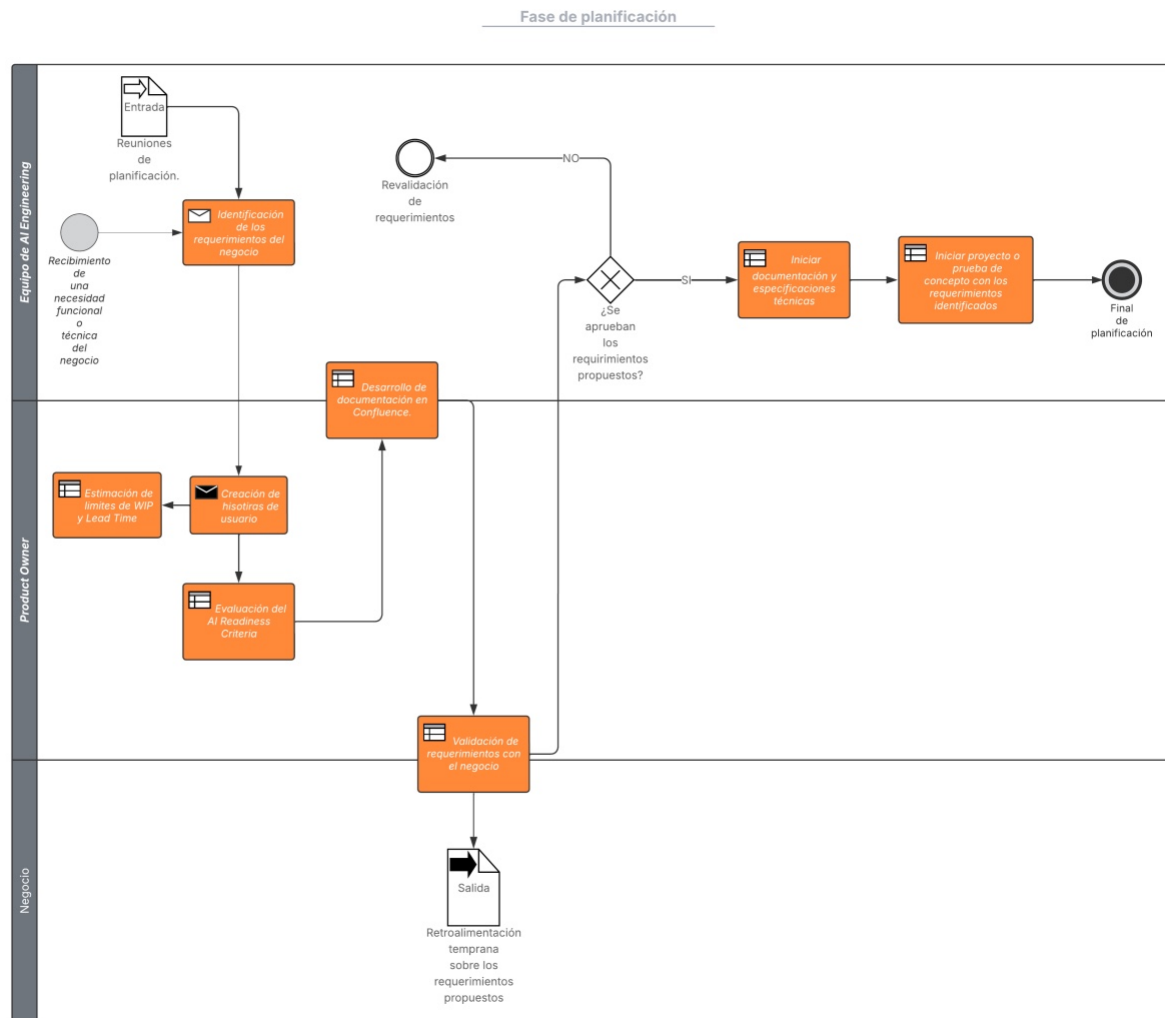 Fase de planificación
Equipo de AI Engineering
Entrada
Reuniones
de
planificación.
Recibimiento
de
una
necesidad
funcional
o
técnica
del
negocio
Identificación
de los
requerimientos del
negocio
Revalidación
de
requerimientos
NO
¿Se
aprueban
los
requirimientos
propuestos?
SI
Iniciar
documentación y
especificaciones
técnicas
Iniciar proyecto o
prueba de
concepto con los
requerimientos
identificados
Final
de
planificación
Desarrollo de
documentación en
Confluence.
Product Owner
Estimación de
limites de WIP
y Lead Time
Creación de
hisotiras de
usuario
Evaluación del
AI Readiness
Criteria
Validación de
requerimientos con
el negocio
Negocio
Salida
Retroalimentación
temprana
sobre los
requerimientos
propuestos